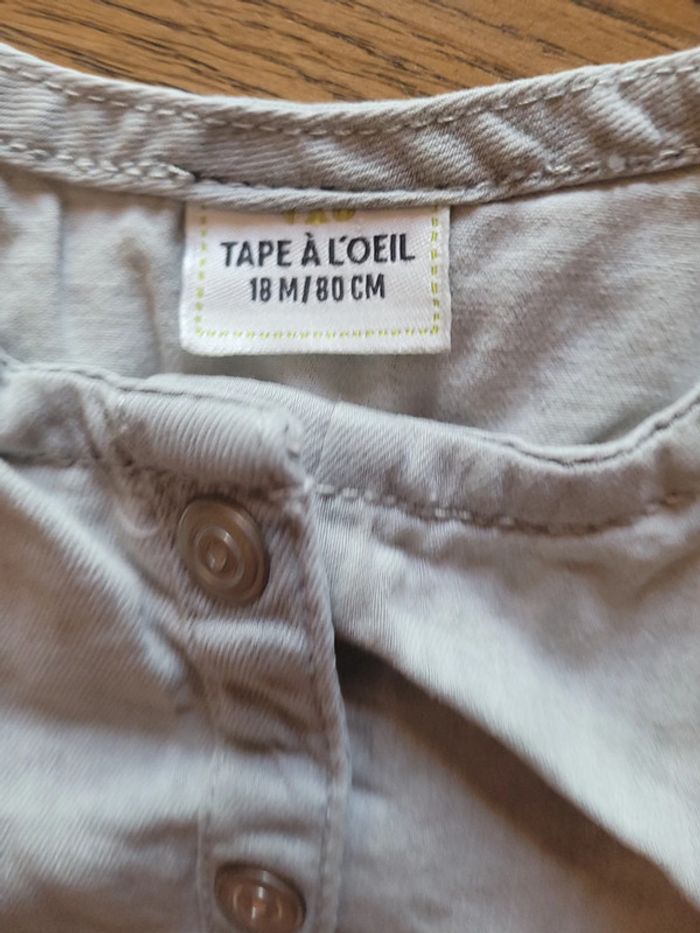 TAPE À L'OEIL
18 M/80 CM